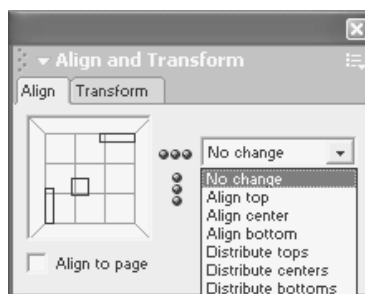 Align and Transform
Align Transform
No change
No change
Align top
Align center
Align bottom
Distribute tops
Distribute centers
Distribute bottoms
Align to page